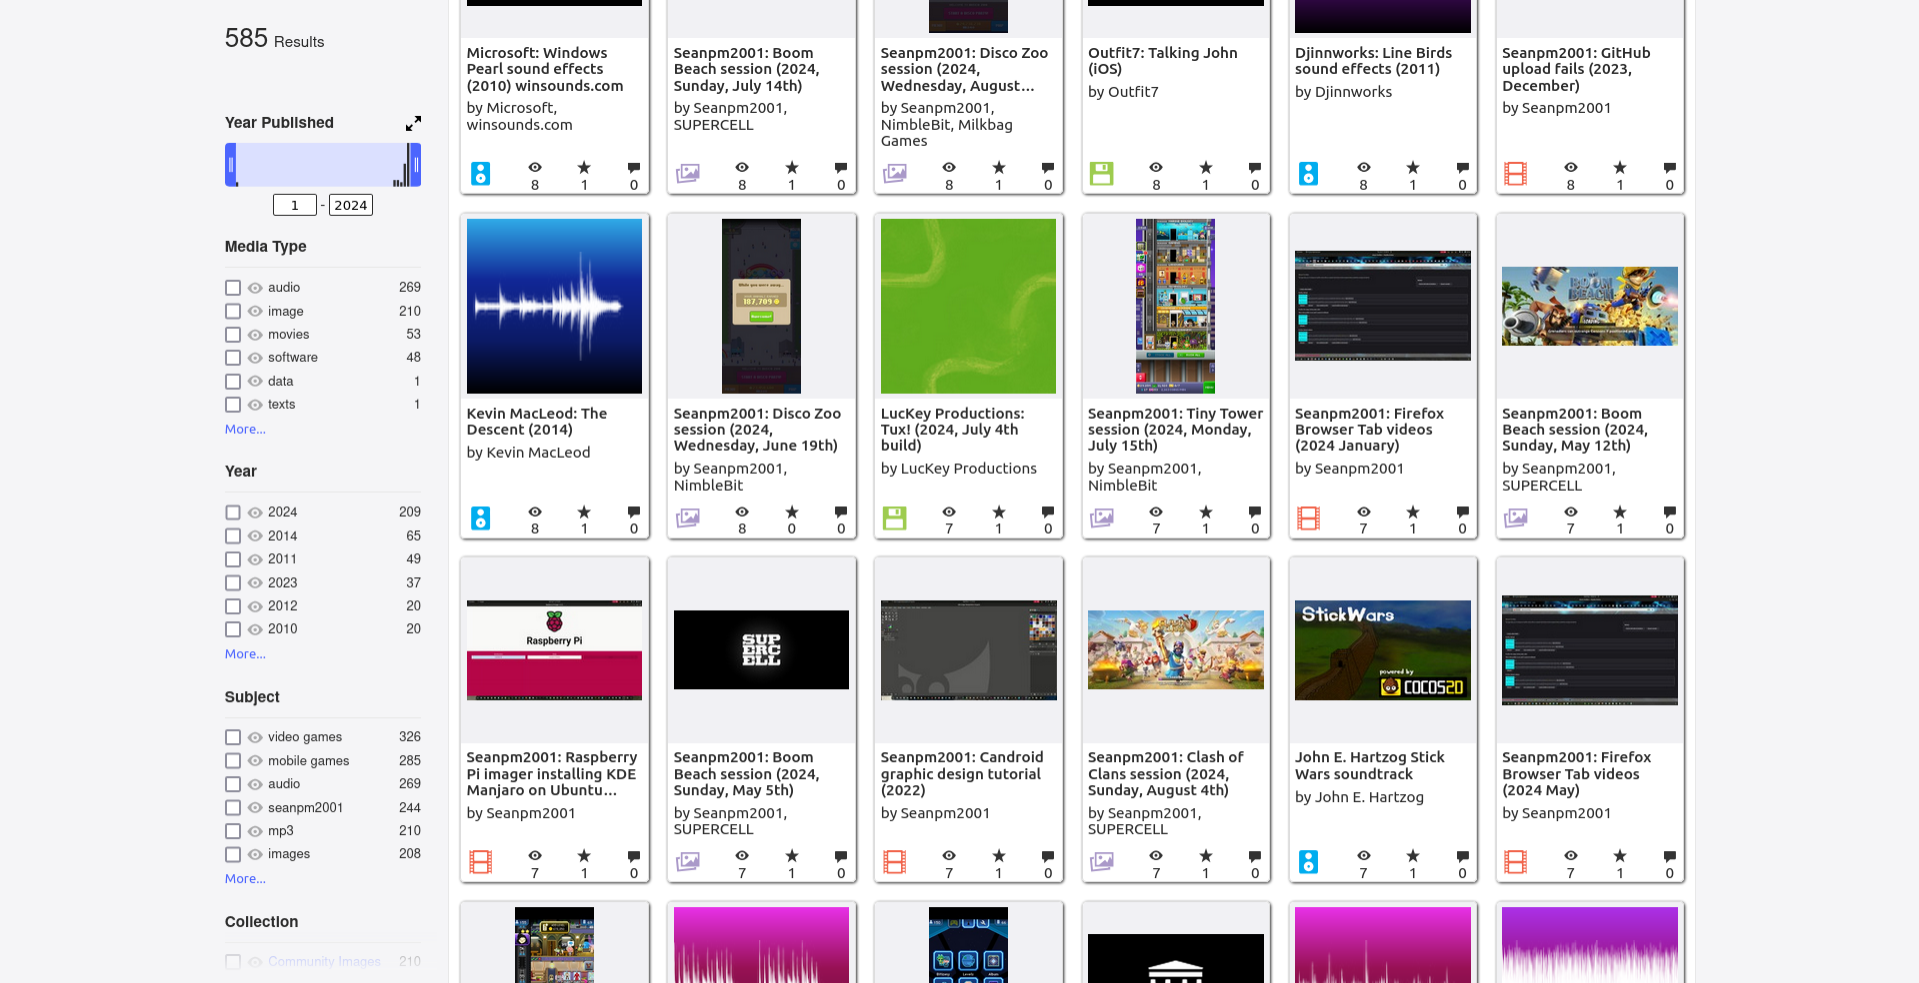 585 Results
Year Published
1 - 2024
Media Type
audio 269
image 210
movies 53
software 48
data 1
texts 1
More...
Year
2024 209
2014 65
2011 49
2023 37
2012 20
2010 20
More...
Subject
video games 326
mobile games 285
audio 269
seanpm2001 244
mp3 210
images 208
More...
Collection
Community Images 210
Microsoft: Windows
Pearl sound effects
(2010) winsounds.com
by Microsoft,
winsounds.com
8 1 0
Seanpm2001: Boom
Beach session (2024,
Sunday, July 14th)
by Seanpm2001,
SUPERCELL
8 1 0
Seanpm2001: Disco Zoo
session (2024,
Wednesday, August...
by Seanpm2001,
NimbleBit, Milkbag
Games
8 1 0
Outfit7: Talking John
(iOS)
by Outfit7
8 1 0
Djinnworks: Line Birds
sound effects (2011)
by Djinnworks
8 1 0
Seanpm2001: GitHub
upload fails (2023,
December)
by Seanpm2001
8 1 0
Kevin MacLeod: The
Descent (2014)
by Kevin MacLeod
8 1 0
187,709
Seanpm2001: Disco Zoo
session (2024,
Wednesday, June 19th)
by Seanpm2001,
NimbleBit
8 0 0
LucKey Productions:
Tux! (2024, July 4th
build)
by LucKey Productions
7 1 0
Seanpm2001: Tiny Tower
session (2024, Monday,
July 15th)
by Seanpm2001,
NimbleBit
7 1 0
Seanpm2001: Firefox
Browser Tab videos
(2024 January)
by Seanpm2001
7 1 0
BOOM
BEACH
Seanpm2001: Boom
Beach session (2024,
Sunday, May 12th)
by Seanpm2001,
SUPERCELL
7 1 0
Raspberry Pi
Seanpm2001: Raspberry
Pi imager installing KDE
Manjaro on Ubuntu...
by Seanpm2001
7 1 0
SUP
ERC
ELL
Seanpm2001: Boom
Beach session (2024,
Sunday, May 5th)
by Seanpm2001,
SUPERCELL
7 1 0
Seanpm2001: Candroid
graphic design tutorial
(2022)
by Seanpm2001
7 1 0
Seanpm2001: Clash of
Clans session (2024,
Sunday, August 4th)
by Seanpm2001,
SUPERCELL
7 1 0
StickWars
powered by
COCOS2D
John E. Hartzog Stick
Wars soundtrack
by John E. Hartzog
7 1 0
Seanpm2001: Firefox
Browser Tab videos
(2024 May)
by Seanpm2001
7 1 0